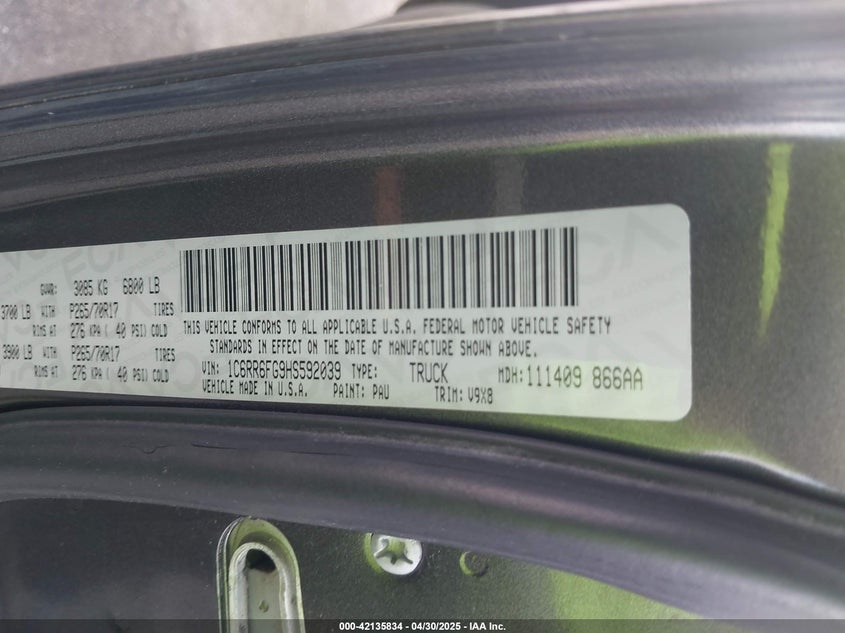 GVWR: 3085 KG 6800 LB
3700 LB WITH P265/70R17 TIRES
RIMS AT 276 KPA ( 40 PSI) COLD
3900 LB WITH P265/70R17 TIRES
RIMS AT 276 KPA ( 40 PSI) COLD
THIS VEHICLE CONFORMS TO ALL APPLICABLE U.S.A. FEDERAL MOTOR VEHICLE SAFETY
STANDARDS IN EFFECT ON THE DATE OF MANUFACTURE SHOWN ABOVE.
VIN: 1C6RR6FG9HS592039 TYPE: TRUCK MDH: 111409 866AA
VEHICLE MADE IN U.S.A. PAINT: PAU TRIM: V9X8
000-42135834 - 04/30/2025 - IAA Inc.